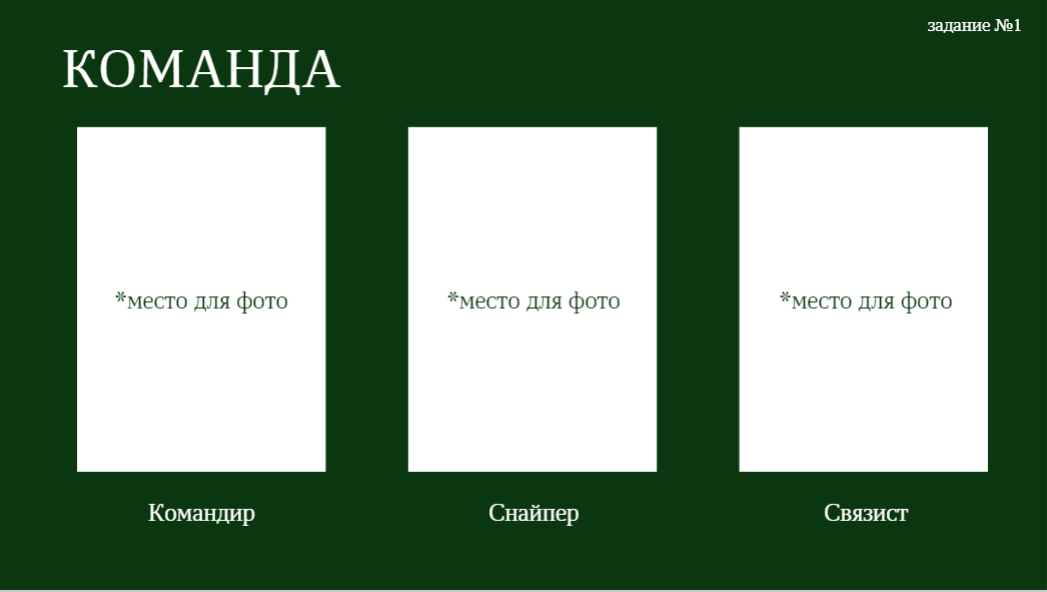 задание №1
КОМАНДА
*место для фото
*место для фото
*место для фото
Командир
Снайпер
Связист